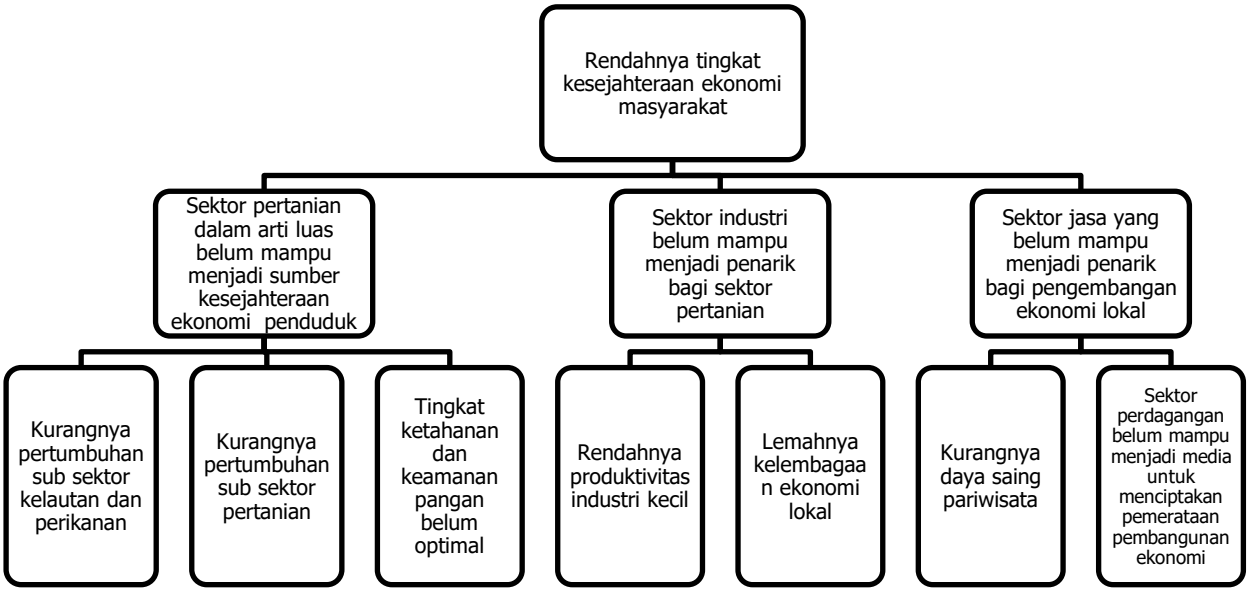 Rendahnya tingkat
kesejahteraan ekonomi
masyarakat
Sektor pertanian
dalam arti luas
belum mampu
menjadi sumber
kesejahteraan
ekonomi penduduk
Sektor industri
belum mampu
menjadi penarik
bagi sektor
pertanian
Sektor jasa yang
belum mampu
menjadi penarik
bagi pengembangan
ekonomi lokal
Kurangnya
pertumbuhan
sub sektor
kelautan dan
perikanan
Kurangnya
pertumbuhan
sub sektor
pertanian
Tingkat
ketahanan
dan
keamanan
pangan
belum
optimal
Rendahnya
produktivitas
industri kecil
Lemahnya
kelembagaa
n ekonomi
lokal
Kurangnya
daya saing
pariwisata
Sektor
perdagangan
belum mampu
menjadi media
untuk
menciptakan
pemerataan
pembangunan
ekonomi